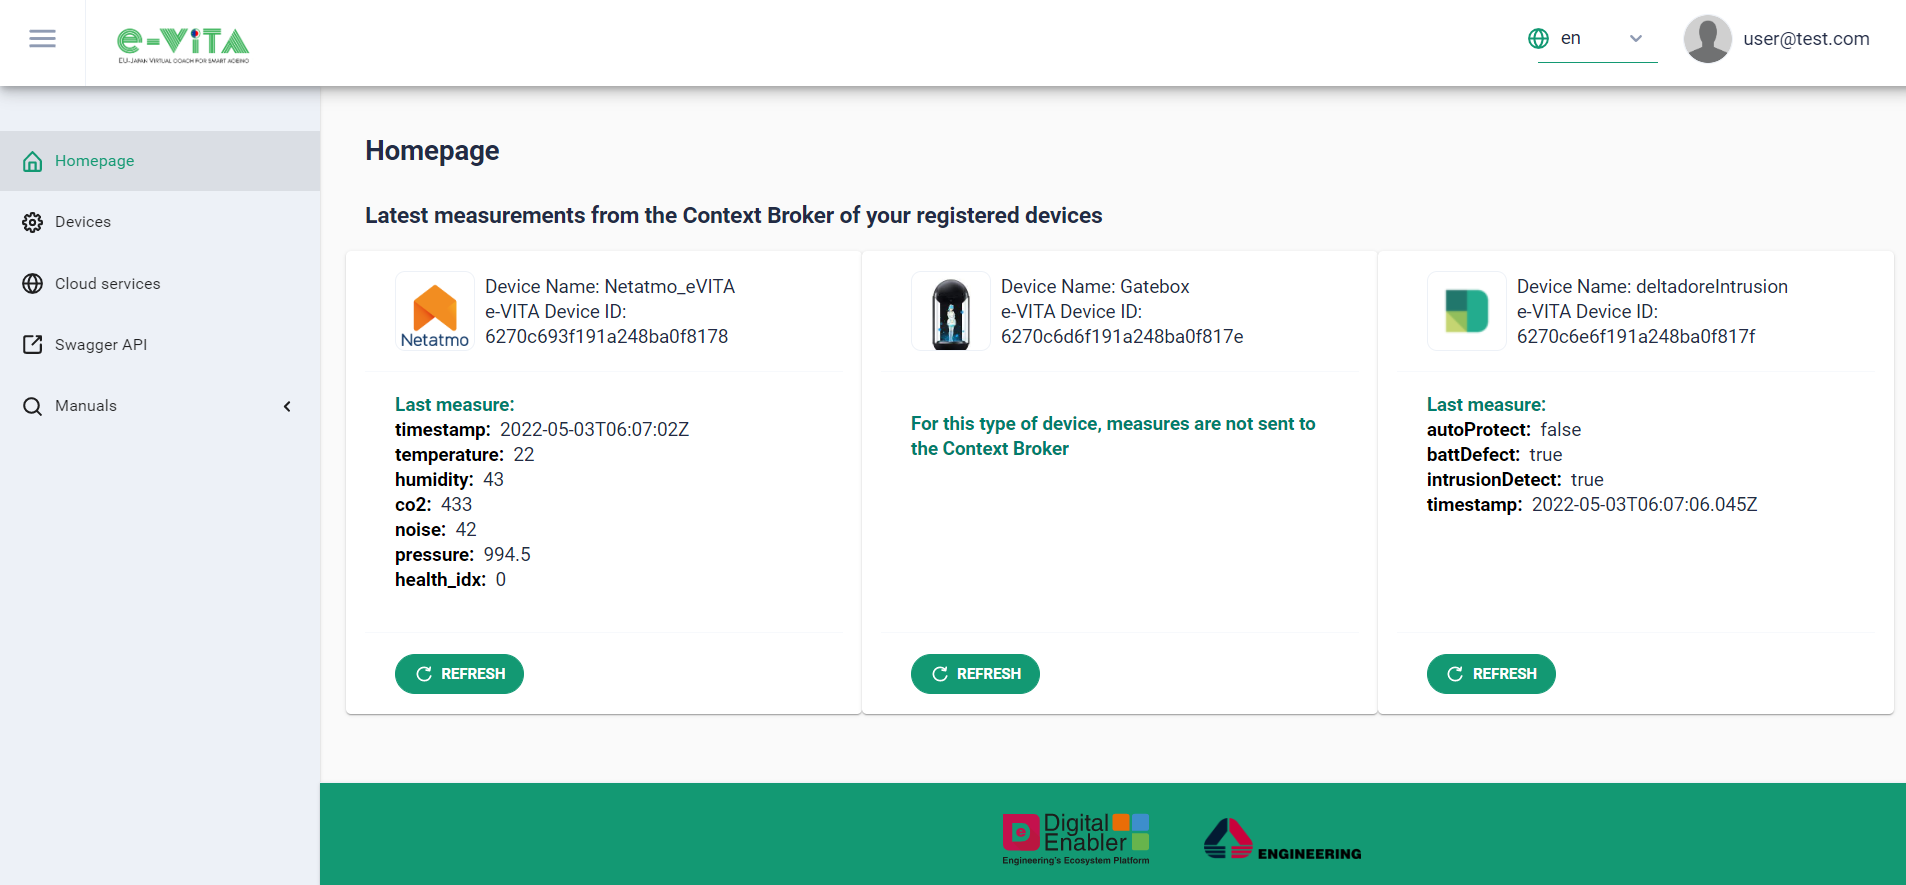 e-ViTA
EU-Japan Virtual coach for smart ageing
en
user@test.com
Homepage
Devices
Cloud services
Swagger API
Manuals
Homepage
Latest measurements from the Context Broker of your registered devices
Netatmo
Device Name: Netatmo_eVITA
e-VITA Device ID:
6270c693f191a248ba0f8178
Last measure:
timestamp: 2022-05-03T06:07:02Z
temperature: 22
humidity: 43
co2: 433
noise: 42
pressure: 994.5
health_idx: 0
REFRESH
Device Name: Gatebox
e-VITA Device ID:
6270c6d6f191a248ba0f817e
For this type of device, measures are not sent to
the Context Broker
REFRESH
Device Name: deltadoreIntrusion
e-VITA Device ID:
6270c6e6f191a248ba0f817f
Last measure:
autoProtect: false
battDefect: true
intrusionDetect: true
timestamp: 2022-05-03T06:07:06.045Z
REFRESH
De
Digital
Enabler
Engineering's Ecosystem Platform
ENGINEERING